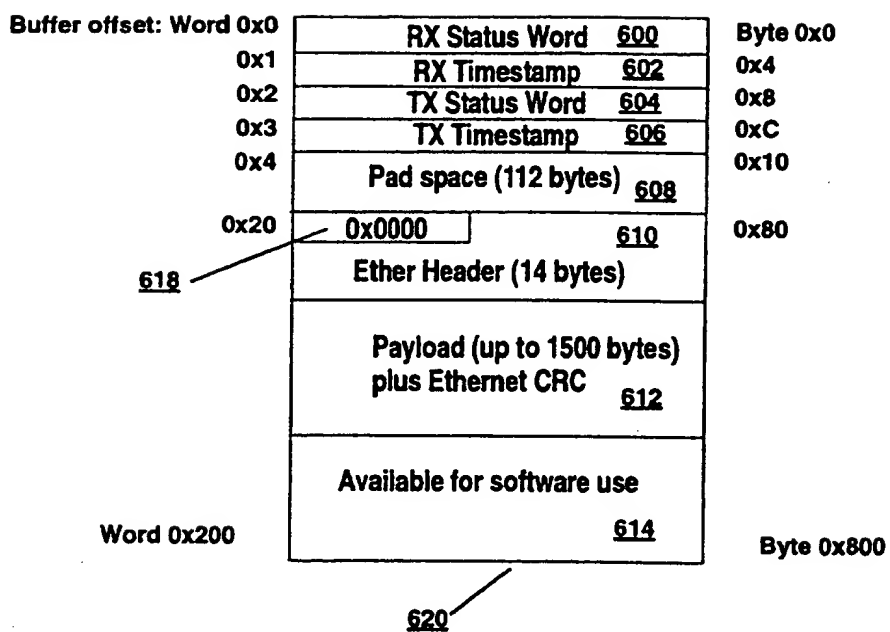 Buffer offset: Word 0x0 RX Status Word 600 Byte 0x0
0x1 RX Timestamp 602 0x4
0x2 TX Status Word 604 0x8
0x3 TX Timestamp 606 0xC
0x4 Pad space (112 bytes) 608 0x10
0x20 0x0000 610 0x80
618 Ether Header (14 bytes)
Payload (up to 1500 bytes)
plus Ethernet CRC 612
Available for software use
Word 0x200 614 Byte 0x800
620